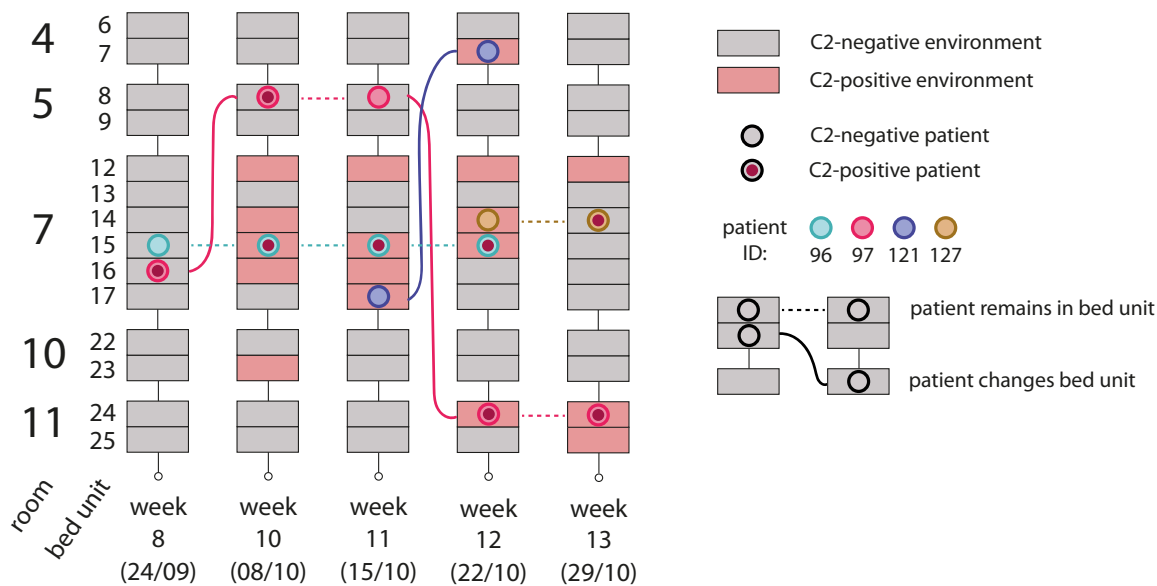 4
6
7
5
8
9
7
12
13
14
15
16
17
10
22
23
11
24
25
room
bed unit
week
8
(24/09)
week
10
(08/10)
week
11
(15/10)
week
12
(22/10)
week
13
(29/10)
C2-negative environment
C2-positive environment
C2-negative patient
C2-positive patient
patient
ID:
96 97 121 127
patient remains in bed unit
patient changes bed unit